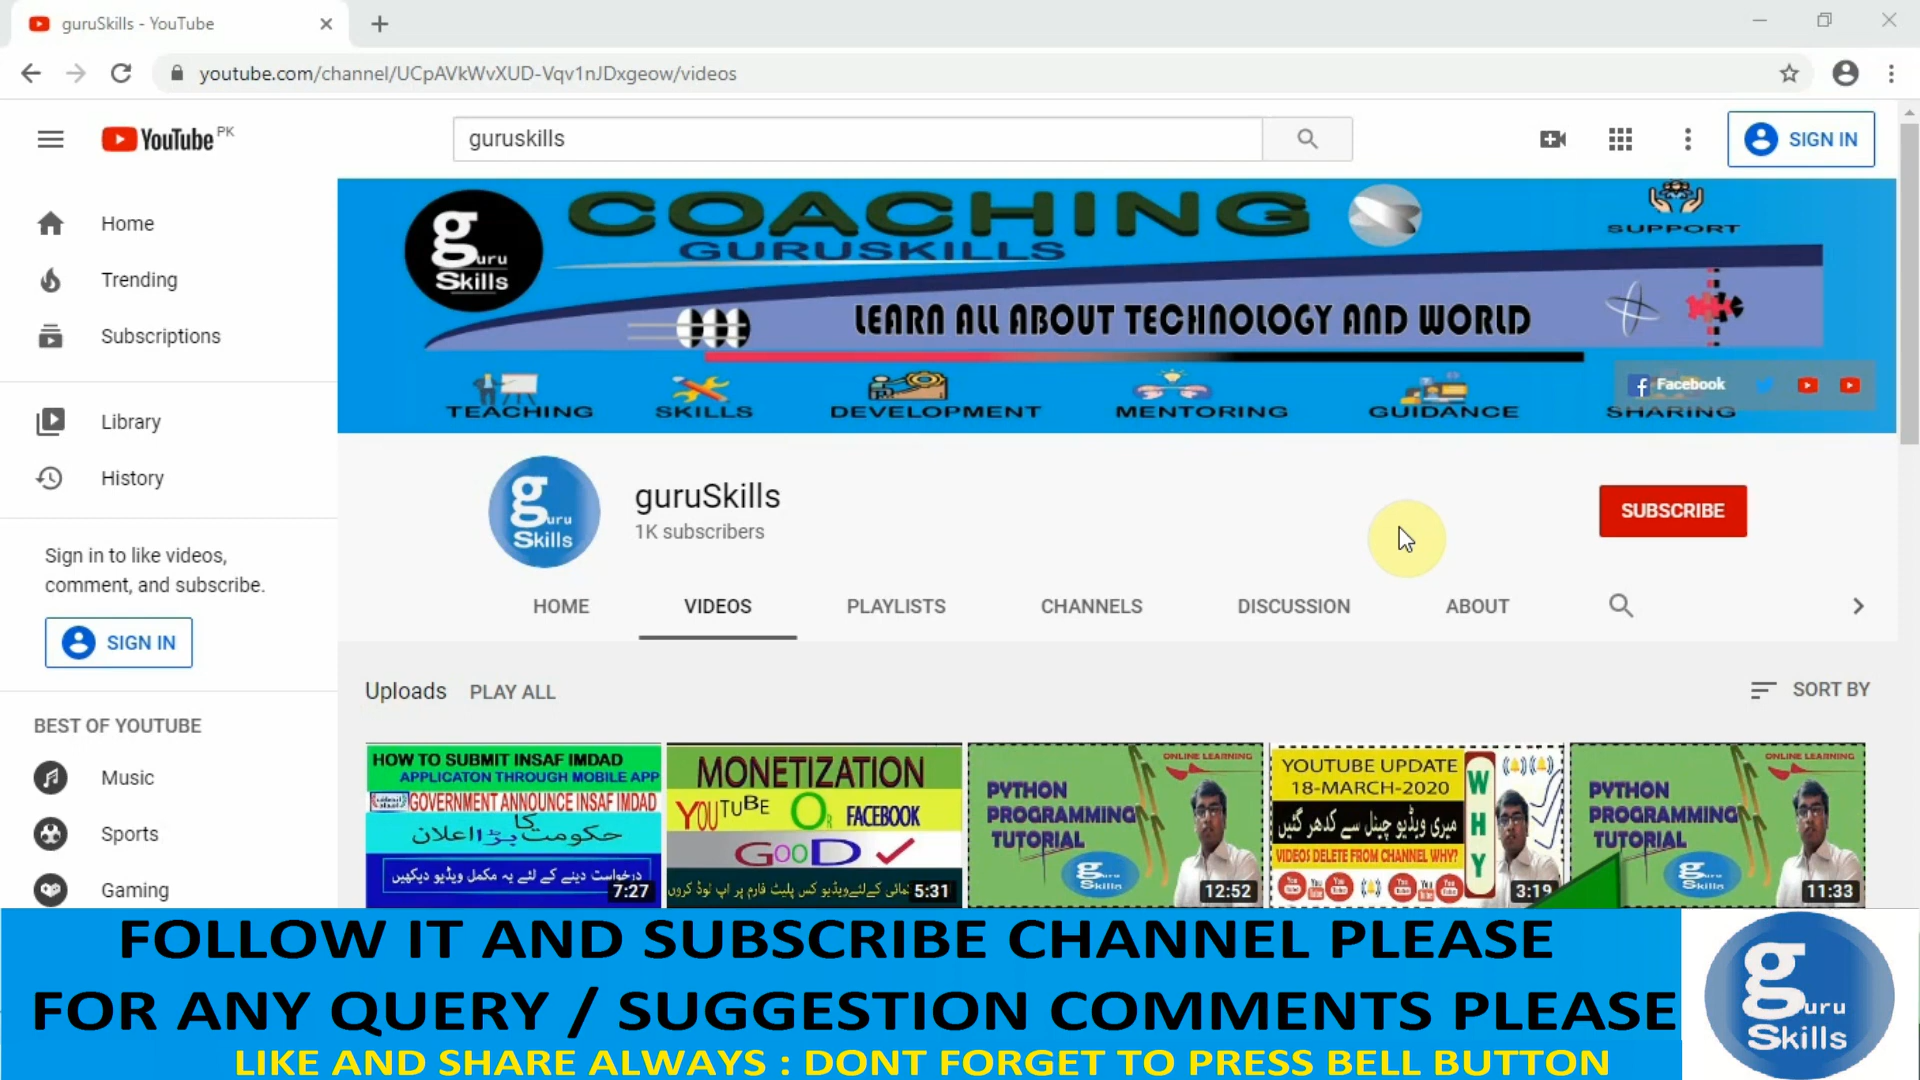 guruSkills - YouTube
youtube.com/channel/UCpAVkWvXUD-Vqv1nJDxgeow/videos
YouTube PK
guruskills
SIGN IN
Home
Trending
Subscriptions
Library
History
Sign in to like videos,
comment, and subscribe.
SIGN IN
BEST OF YOUTUBE
Music
Sports
Gaming
guru Skills
COACHING
GURUSKILLS
SUPPORT
LEARN ALL ABOUT TECHNOLOGY AND WORLD
TEACHING
SKILLS
DEVELOPMENT
MENTORING
GUIDANCE
SHARING
Facebook
guru Skills
guruSkills
1K subscribers
SUBSCRIBE
HOME
VIDEOS
PLAYLISTS
CHANNELS
DISCUSSION
ABOUT
Uploads
PLAY ALL
SORT BY
HOW TO SUBMIT INSAF IMDAD
APPLICATON THROUGH MOBILE APP
GOVERNMENT ANNOUNCE INSAF IMDAD
حکومت کا بڑا اعلان
درخواست دینے کے لئے یہ مکمل ویڈیو دیکھیں
7:27
MONETIZATION
YOUTUBE OR FACEBOOK
GOOD
کمائی کےلئےویڈیو کس پلیٹ فارم پر اپ لوڈ کروں
5:31
ONLINE LEARNING
PYTHON
PROGRAMMING
TUTORIAL
guru Skills
12:52
YOUTUBE UPDATE
18-MARCH-2020
میری ویڈیو چینل سے کدھر گئیں
VIDEOS DELETE FROM CHANNEL WHY?
WHY
3:19
ONLINE LEARNING
PYTHON
PROGRAMMING
TUTORIAL
guru Skills
11:33
FOLLOW IT AND SUBSCRIBE CHANNEL PLEASE
FOR ANY QUERY / SUGGESTION COMMENTS PLEASE
LIKE AND SHARE ALWAYS : DONT FORGET TO PRESS BELL BUTTON
guru Skills